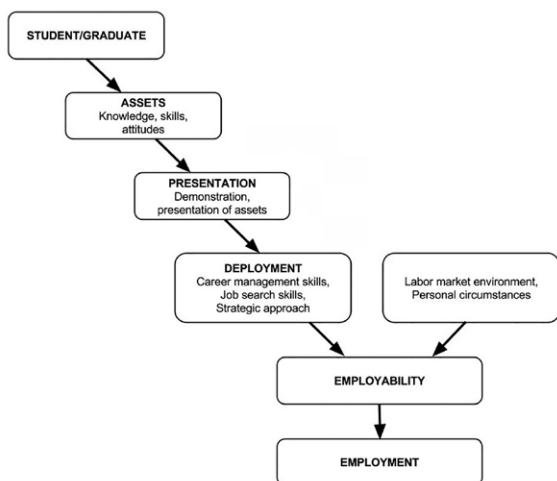 STUDENT/GRADUATE
ASSETS
Knowledge, skills,
attitudes
PRESENTATION
Demonstration,
presentation of assets
DEPLOYMENT
Career management skills,
Job search skills,
Strategic approach
Labor market environment,
Personal circumstances
EMPLOYABILITY
EMPLOYMENT